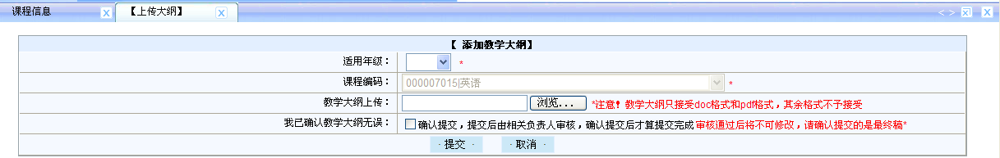 课程信息 【上传大纲】
【 添加教学大纲】
适用年级： *
课程编码： 000007015|英语 *
教学大纲上传： 浏览... *注意！教学大纲只接受doc格式和pdf格式，其余格式不予接受
我已确认教学大纲无误： 确认提交，提交后由相关负责人审核，确认提交后才算提交完成 审核通过后将不可修改，请确认提交的是最终稿*
· 提交 · · 取消 ·